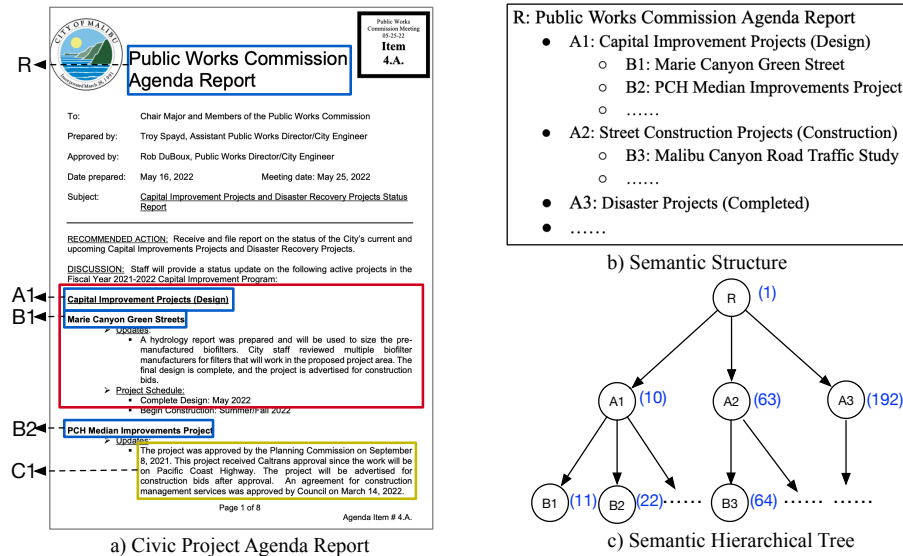 CITY OF MALIBU
Incorporated March 28, 1991
Public Works
Commission Meeting
05-25-22
Item
4.A.
R
Public Works Commission
Agenda Report
To: Chair Major and Members of the Public Works Commission
Prepared by: Troy Spayd, Assistant Public Works Director/City Engineer
Approved by: Rob DuBoux, Public Works Director/City Engineer
Date prepared: May 16, 2022 Meeting date: May 25, 2022
Subject: Capital Improvement Projects and Disaster Recovery Projects Status
Report
RECOMMENDED ACTION: Receive and file report on the status of the City's current and
upcoming Capital Improvements Projects and Disaster Recovery Projects.
DISCUSSION: Staff will provide a status update on the following active projects in the
Fiscal Year 2021-2022 Capital Improvement Program:
A1
Capital Improvement Projects (Design)
B1
Marie Canyon Green Streets
➢ Updates:
▪ A hydrology report was prepared and will be used to size the pre-
manufactured biofilters. City staff reviewed multiple biofilter
manufacturers for filters that will work in the proposed project area. The
final design is complete, and the project is advertised for construction
bids.
➢ Project Schedule:
▪ Complete Design: May 2022
▪ Begin Construction: Summer/Fall 2022
B2
PCH Median Improvements Project
➢ Updates:
C1
▪ The project was approved by the Planning Commission on September
8, 2021. This project received Caltrans approval since the work will be
on Pacific Coast Highway. The project will be advertised for
construction bids after approval. An agreement for construction
management services was approved by Council on March 14, 2022.
Page 1 of 8
Agenda Item # 4.A.
a) Civic Project Agenda Report
R: Public Works Commission Agenda Report
● A1: Capital Improvement Projects (Design)
○ B1: Marie Canyon Green Street
○ B2: PCH Median Improvements Project
○ ……
● A2: Street Construction Projects (Construction)
○ B3: Malibu Canyon Road Traffic Study
○ ……
● A3: Disaster Projects (Completed)
● ……
b) Semantic Structure
R (1)
A1 (10) A2 (63) A3 (192)
B1 (11) B2 (22) …… B3 (64) …… ……
c) Semantic Hierarchical Tree